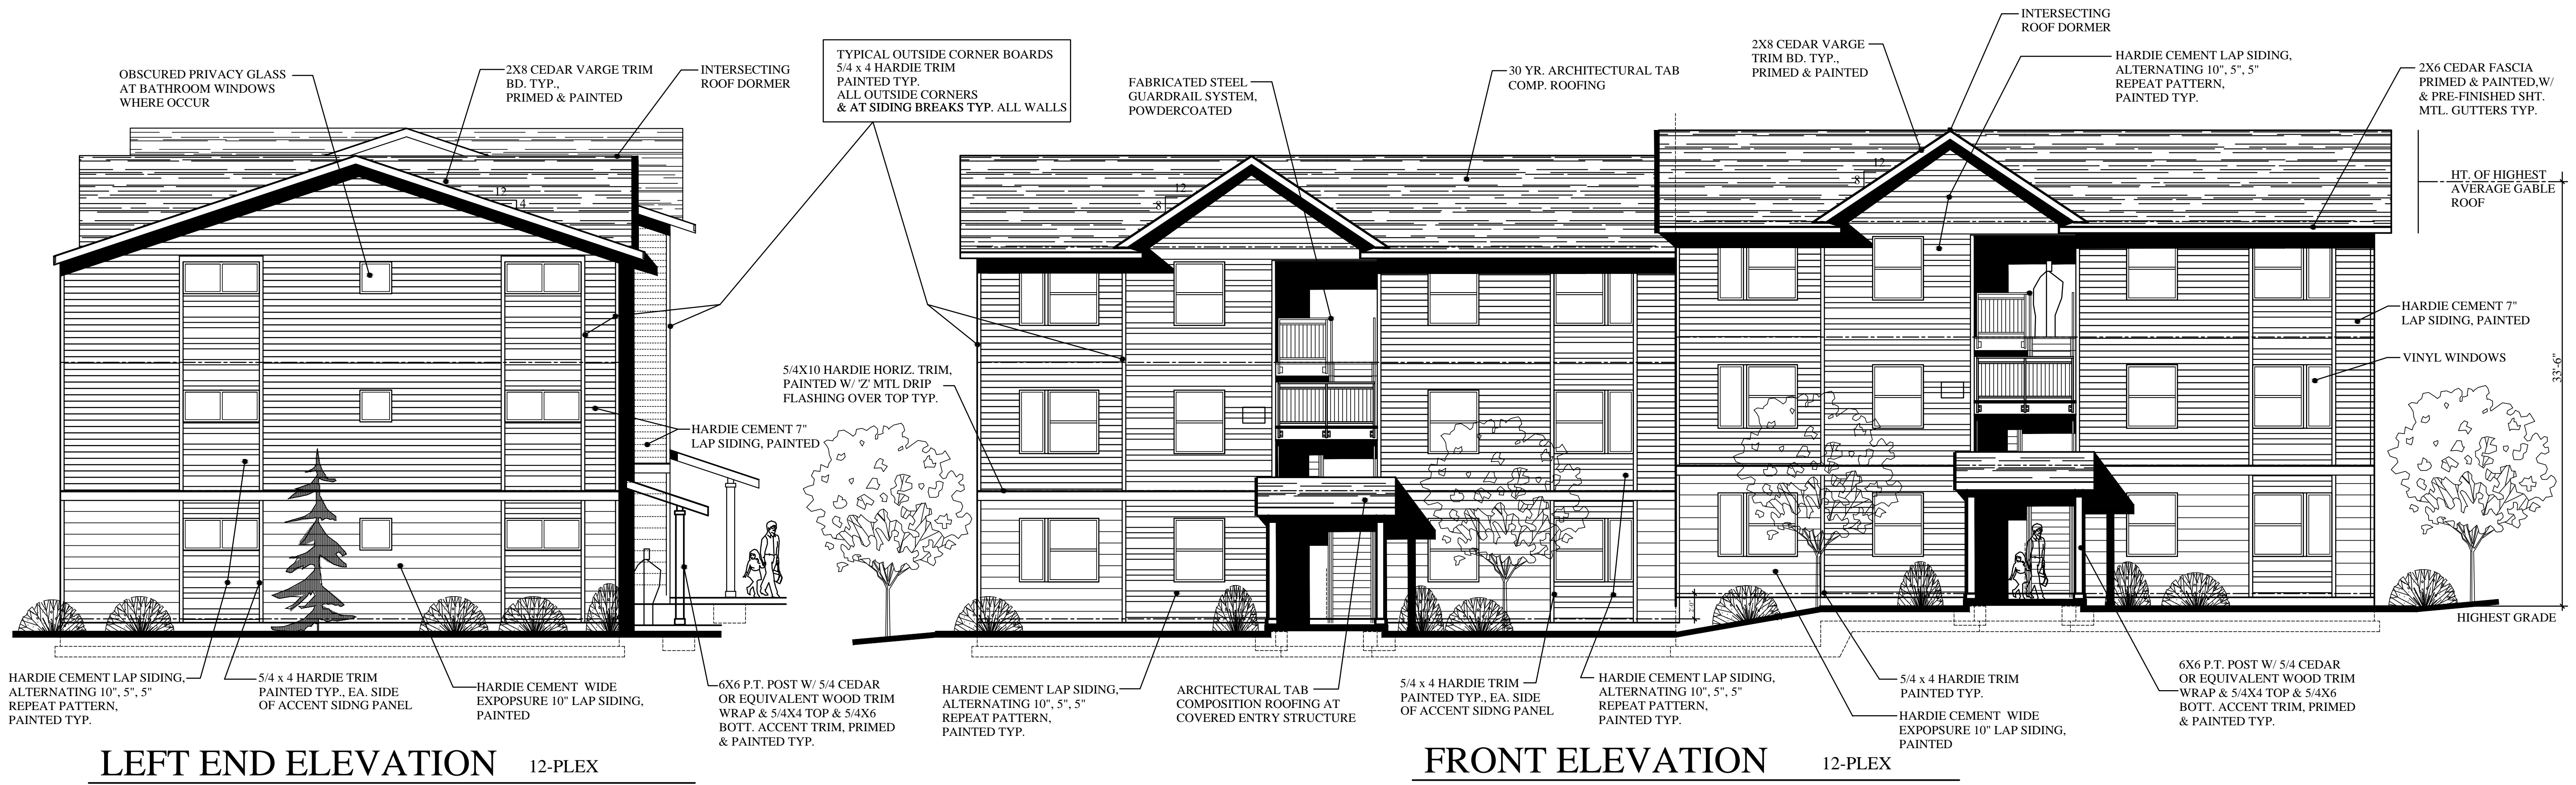 OBSCURED PRIVACY GLASS
AT BATHROOM WINDOWS
WHERE OCCUR
2X8 CEDAR VARGE TRIM
BD. TYP.,
PRIMED & PAINTED
INTERSECTING
ROOF DORMER
TYPICAL OUTSIDE CORNER BOARDS
5/4 x 4 HARDIE TRIM
PAINTED TYP.
ALL OUTSIDE CORNERS
& AT SIDING BREAKS TYP. ALL WALLS
12
4
5/4X10 HARDIE HORIZ. TRIM,
PAINTED W/ 'Z' MTL DRIP
FLASHING OVER TOP TYP.
HARDIE CEMENT 7"
LAP SIDING, PAINTED
HARDIE CEMENT LAP SIDING,
ALTERNATING 10", 5", 5"
REPEAT PATTERN,
PAINTED TYP.
5/4 x 4 HARDIE TRIM
PAINTED TYP., EA. SIDE
OF ACCENT SIDNG PANEL
HARDIE CEMENT  WIDE
EXPOPSURE 10" LAP SIDING,
PAINTED
6X6 P.T. POST W/ 5/4 CEDAR
OR EQUIVALENT WOOD TRIM
WRAP & 5/4X4 TOP & 5/4X6
BOTT. ACCENT TRIM, PRIMED
& PAINTED TYP.
LEFT END ELEVATION 12-PLEX
FABRICATED STEEL
GUARDRAIL SYSTEM,
POWDERCOATED
30 YR. ARCHITECTURAL TAB
COMP. ROOFING
2X8 CEDAR VARGE
TRIM BD. TYP.,
PRIMED & PAINTED
INTERSECTING
ROOF DORMER
HARDIE CEMENT LAP SIDING,
ALTERNATING 10", 5", 5"
REPEAT PATTERN,
PAINTED TYP.
2X6 CEDAR FASCIA
PRIMED & PAINTED,W/
& PRE-FINISHED SHT.
MTL. GUTTERS TYP.
12
8
12
8
HT. OF HIGHEST
AVERAGE GABLE
ROOF
HARDIE CEMENT 7"
LAP SIDING, PAINTED
VINYL WINDOWS
33'-6"
HIGHEST GRADE
HARDIE CEMENT LAP SIDING,
ALTERNATING 10", 5", 5"
REPEAT PATTERN,
PAINTED TYP.
ARCHITECTURAL TAB
COMPOSITION ROOFING AT
COVERED ENTRY STRUCTURE
5/4 x 4 HARDIE TRIM
PAINTED TYP., EA. SIDE
OF ACCENT SIDNG PANEL
HARDIE CEMENT LAP SIDING,
ALTERNATING 10", 5", 5"
REPEAT PATTERN,
PAINTED TYP.
5/4 x 4 HARDIE TRIM
PAINTED TYP.
HARDIE CEMENT  WIDE
EXPOPSURE 10" LAP SIDING,
PAINTED
6X6 P.T. POST W/ 5/4 CEDAR
OR EQUIVALENT WOOD TRIM
WRAP & 5/4X4 TOP & 5/4X6
BOTT. ACCENT TRIM, PRIMED
& PAINTED TYP.
FRONT ELEVATION 12-PLEX